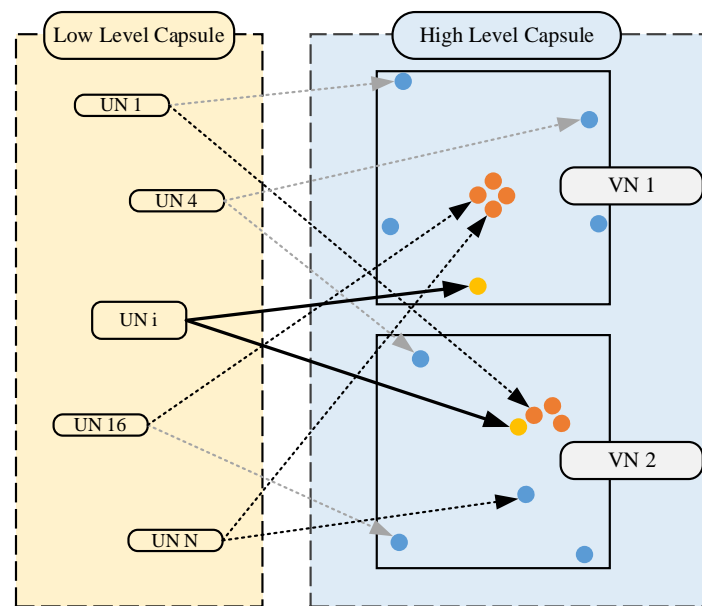 Low Level Capsule
High Level Capsule
UN 1
UN 4
VN 1
UN i
UN 16
VN 2
UN N